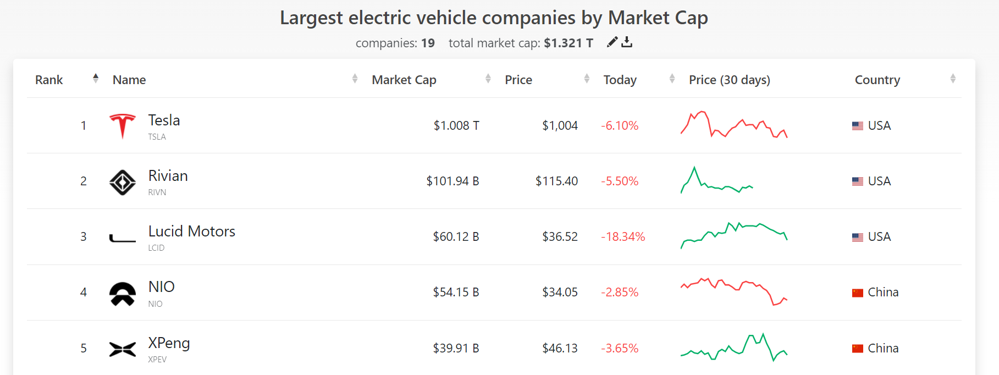 Largest electric vehicle companies by Market Cap
companies: 19 total market cap: $1.321 T
Rank Name Market Cap Price Today Price (30 days) Country
1 Tesla $1.008 T $1,004 -6.10% USA
TSLA
2 Rivian $101.94 B $115.40 -5.50% USA
RIVN
3 Lucid Motors $60.12 B $36.52 -18.34% USA
LCID
4 NIO $54.15 B $34.05 -2.85% China
NIO
5 XPeng $39.91 B $46.13 -3.65% China
XPEV